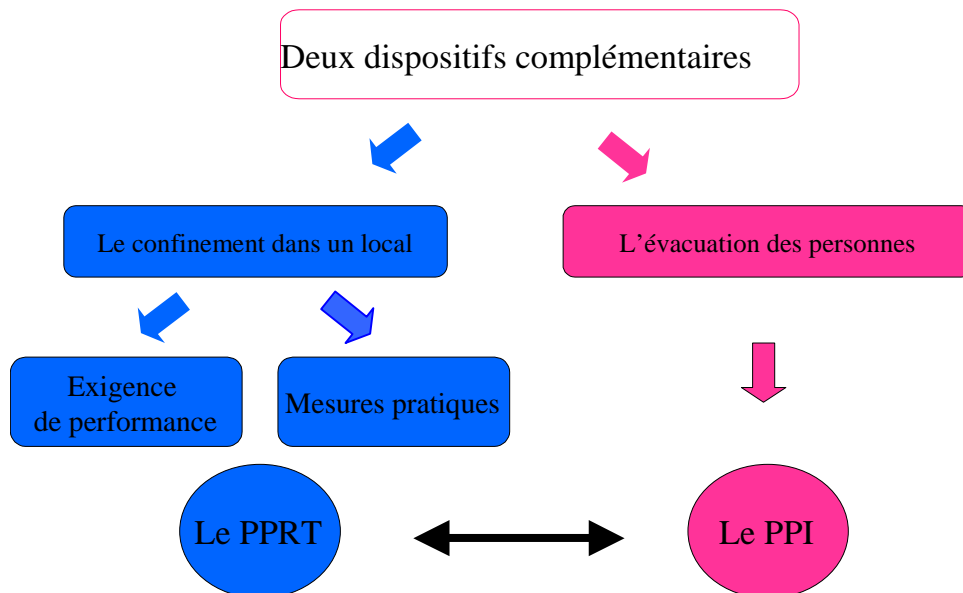 Deux dispositifs complémentaires
Le confinement dans un local
L'évacuation des personnes
Exigence
de performance
Mesures pratiques
Le PPRT
Le PPI